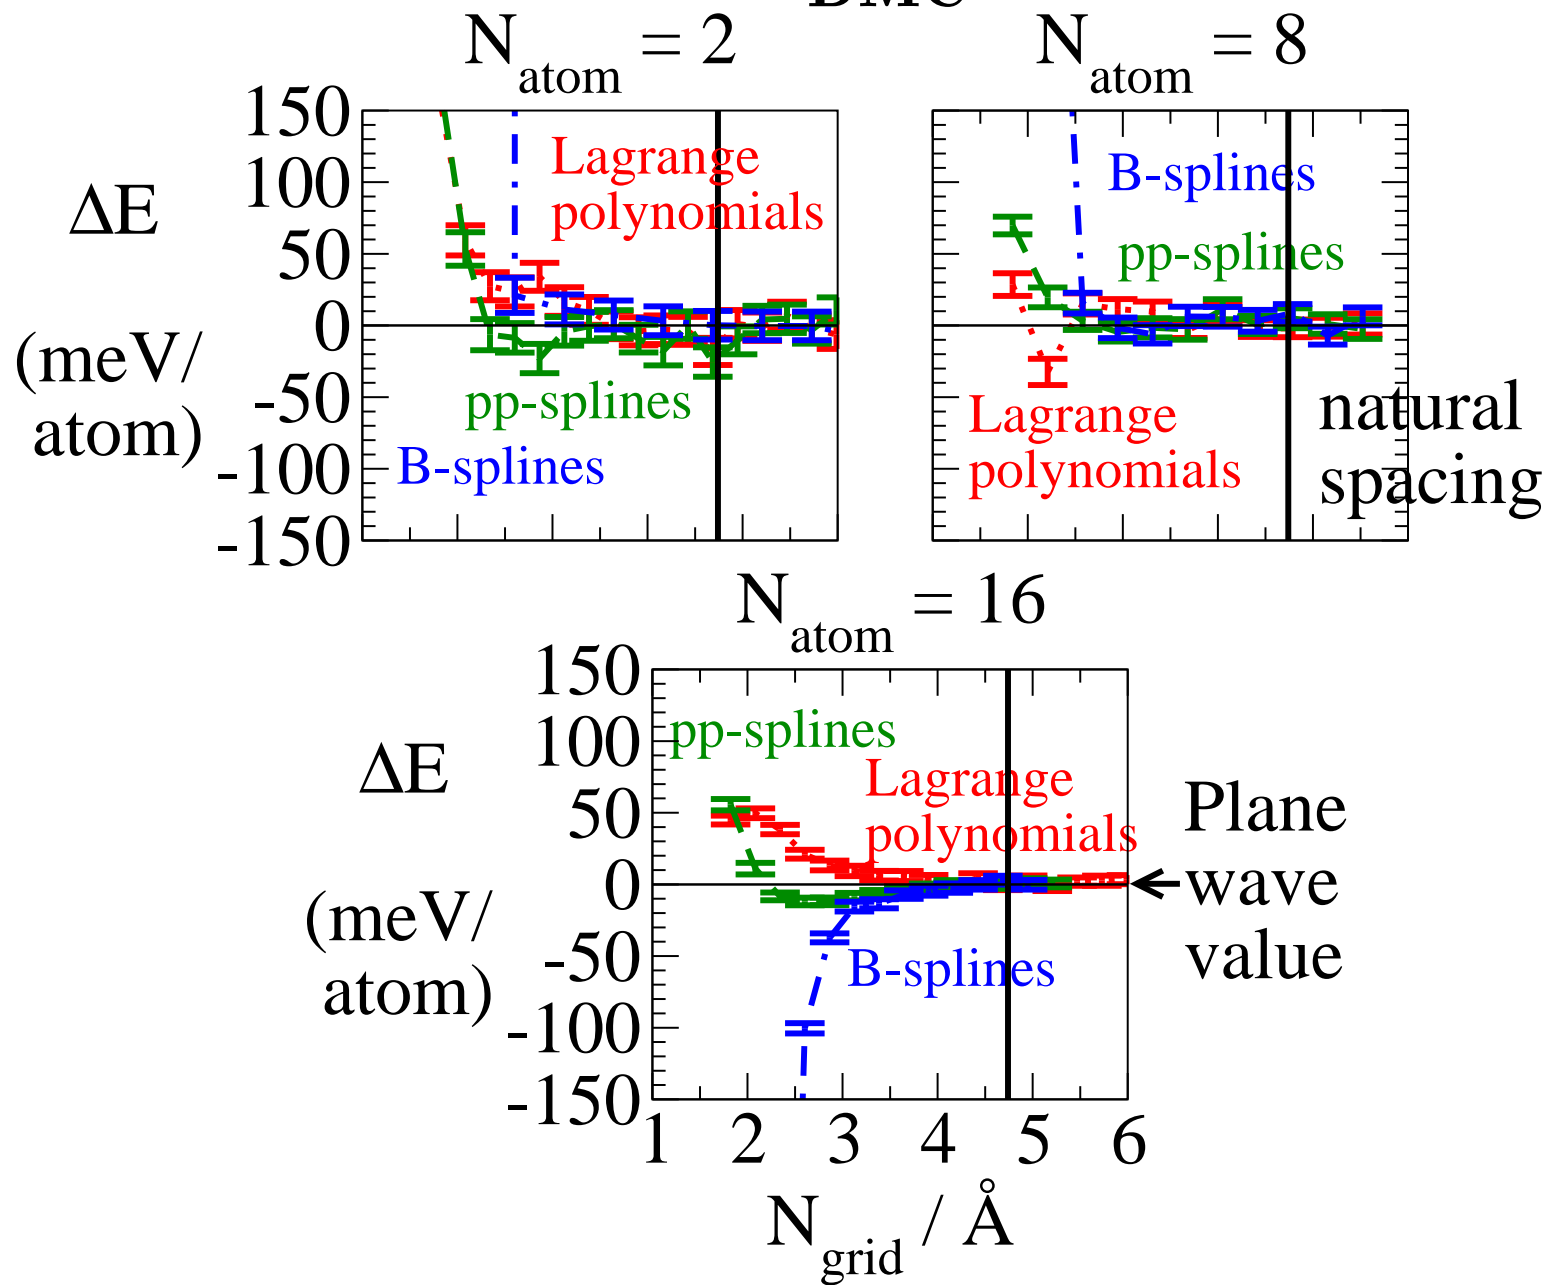 DMC
N_atom = 2
N_atom = 8
150
100
50
0
-50
-100
-150
ΔE
(meV/
atom)
Lagrange
polynomials
pp-splines
B-splines
B-splines
pp-splines
Lagrange
polynomials
natural
spacing
N_atom = 16
150
100
50
0
-50
-100
-150
ΔE
(meV/
atom)
pp-splines
Lagrange
polynomials
B-splines
Plane
wave
value
1 2 3 4 5 6
N_grid / Å